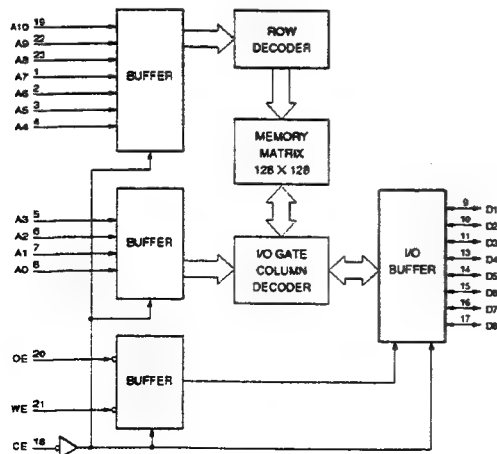 A10 19
A9 22
A8 23
A7 1
A6 2
A5 3
A4 4
BUFFER
ROW
DECODER
MEMORY
MATRIX
128 X 128
A3 5
A2 6
A1 7
A0 8
BUFFER
I/O GATE
COLUMN
DECODER
I/O
BUFFER
9 D1
10 D2
11 D3
13 D4
14 D5
15 D6
16 D7
17 D8
OE 20
WE 21
BUFFER
CE 18